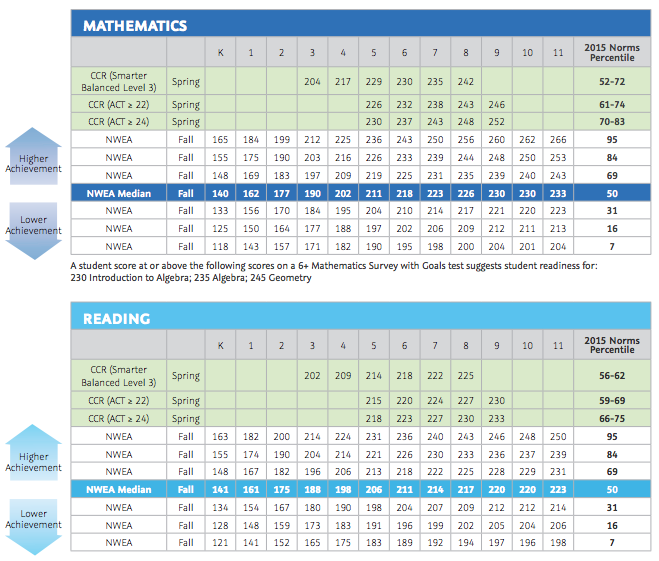 MATHEMATICS
K 1 2 3 4 5 6 7 8 9 10 11 2015 Norms Percentile
CCR (Smarter Balanced Level 3) Spring 204 217 229 230 235 242 52-72
CCR (ACT ≥ 22) Spring 226 232 238 243 246 61-74
CCR (ACT ≥ 24) Spring 230 237 243 248 252 70-83
NWEA Fall 165 184 199 212 225 236 243 250 256 260 262 266 95
Higher Achievement
NWEA Fall 155 175 190 203 216 226 233 239 244 248 250 253 84
NWEA Fall 148 169 183 197 209 219 225 231 235 239 240 243 69
NWEA Median Fall 140 162 177 190 202 211 218 223 226 230 230 233 50
NWEA Fall 133 156 170 184 195 204 210 214 217 221 220 223 31
Lower Achievement
NWEA Fall 125 150 164 177 188 197 202 206 209 212 211 213 16
NWEA Fall 118 143 157 171 182 190 195 198 200 204 201 204 7
A student score at or above the following scores on a 6+ Mathematics Survey with Goals test suggests student readiness for:
230 Introduction to Algebra; 235 Algebra; 245 Geometry
READING
K 1 2 3 4 5 6 7 8 9 10 11 2015 Norms Percentile
CCR (Smarter Balanced Level 3) Spring 202 209 214 218 222 225 56-62
CCR (ACT ≥ 22) Spring 215 220 224 227 230 59-69
CCR (ACT ≥ 24) Spring 218 223 227 230 233 66-75
NWEA Fall 163 182 200 214 224 231 236 240 243 246 248 250 95
Higher Achievement
NWEA Fall 155 174 190 204 214 221 226 230 233 236 237 239 84
NWEA Fall 148 167 182 196 206 213 218 222 225 228 229 231 69
NWEA Median Fall 141 161 175 188 198 206 211 214 217 220 220 223 50
NWEA Fall 134 154 167 180 190 198 204 207 209 212 212 214 31
Lower Achievement
NWEA Fall 128 148 159 173 183 191 196 199 202 205 204 206 16
NWEA Fall 121 141 152 165 175 183 189 192 194 197 196 198 7